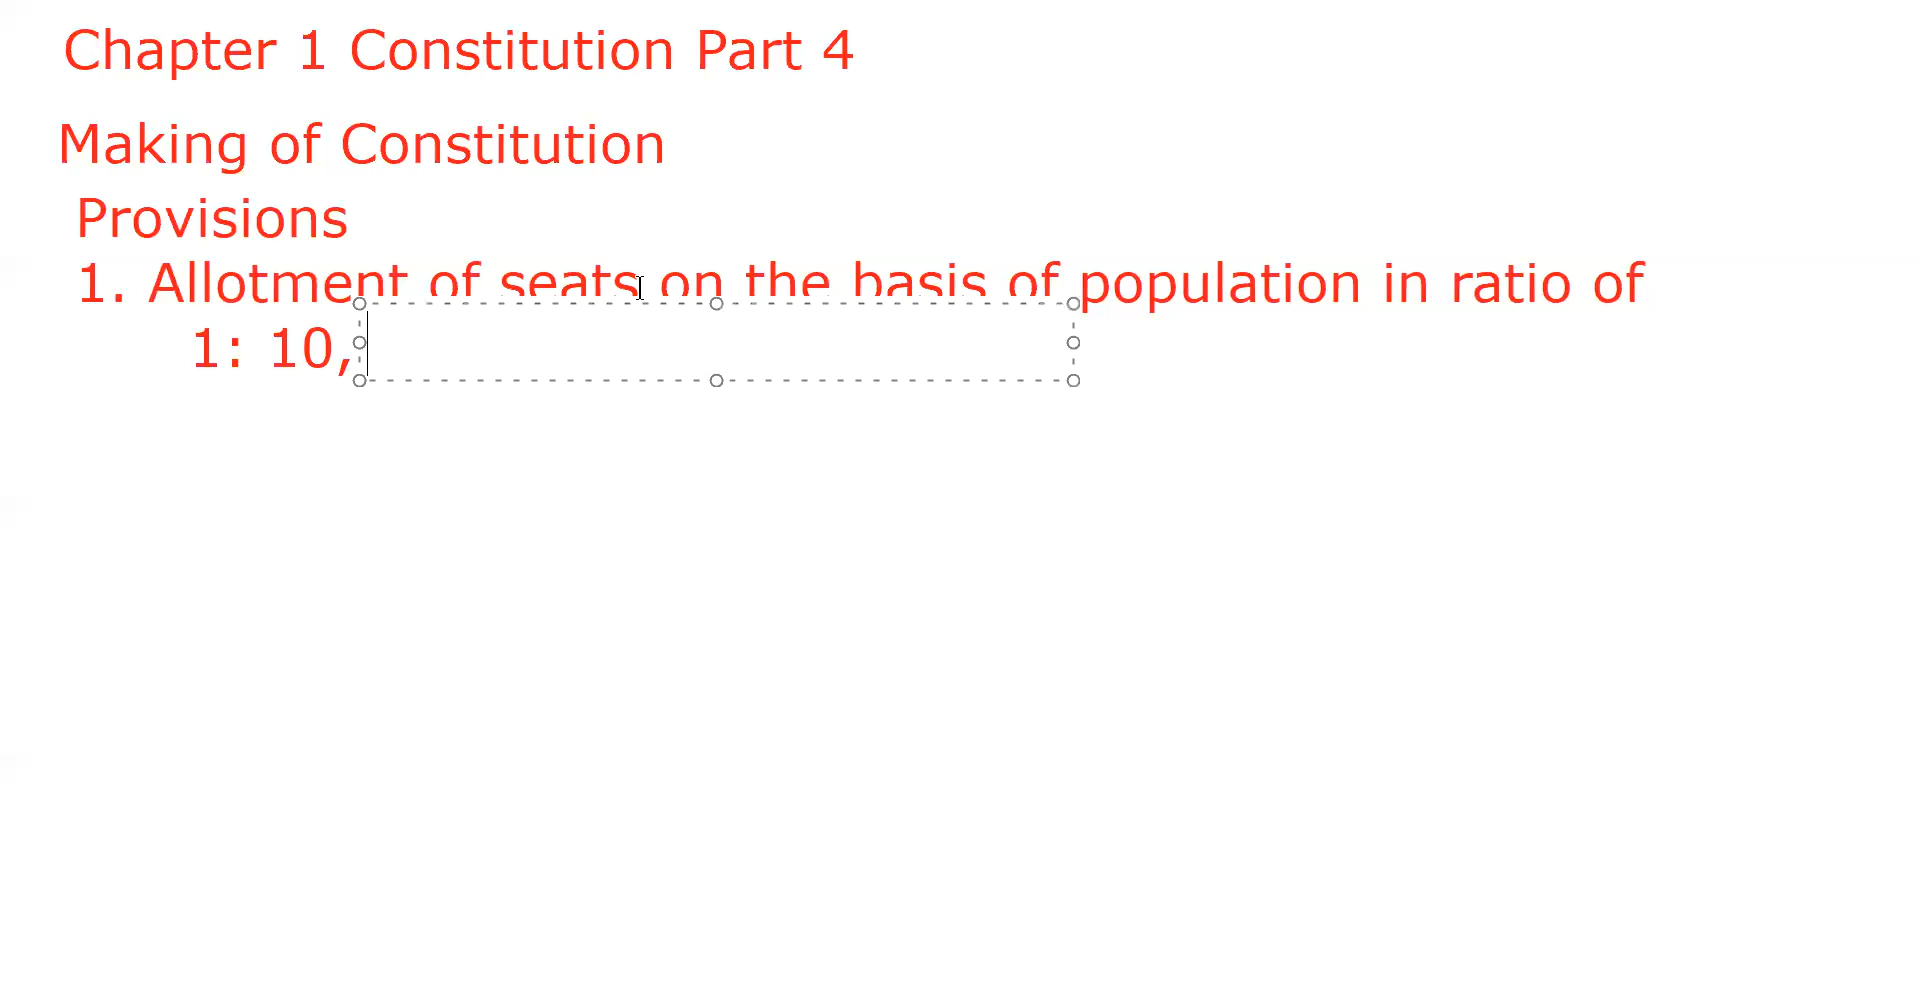 Chapter 1 Constitution Part 4
Making of Constitution
Provisions
1. Allotment of seats on the basis of population in ratio of
1: 10,